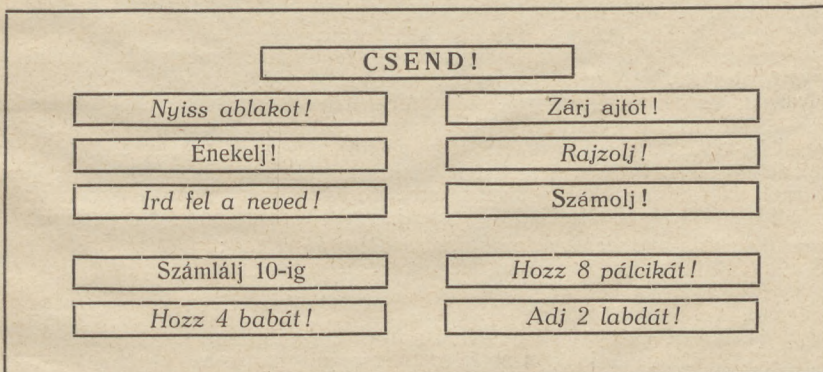 CSEND!
Nyiss ablakot!
Zárj ajtót!
Énekelj!
Rajzolj!
Ird fel a neved!
Számolj!
Számlálj 10-ig
Hozz 8 pálcikát!
Hozz 4 babát!
Adj 2 labdát!